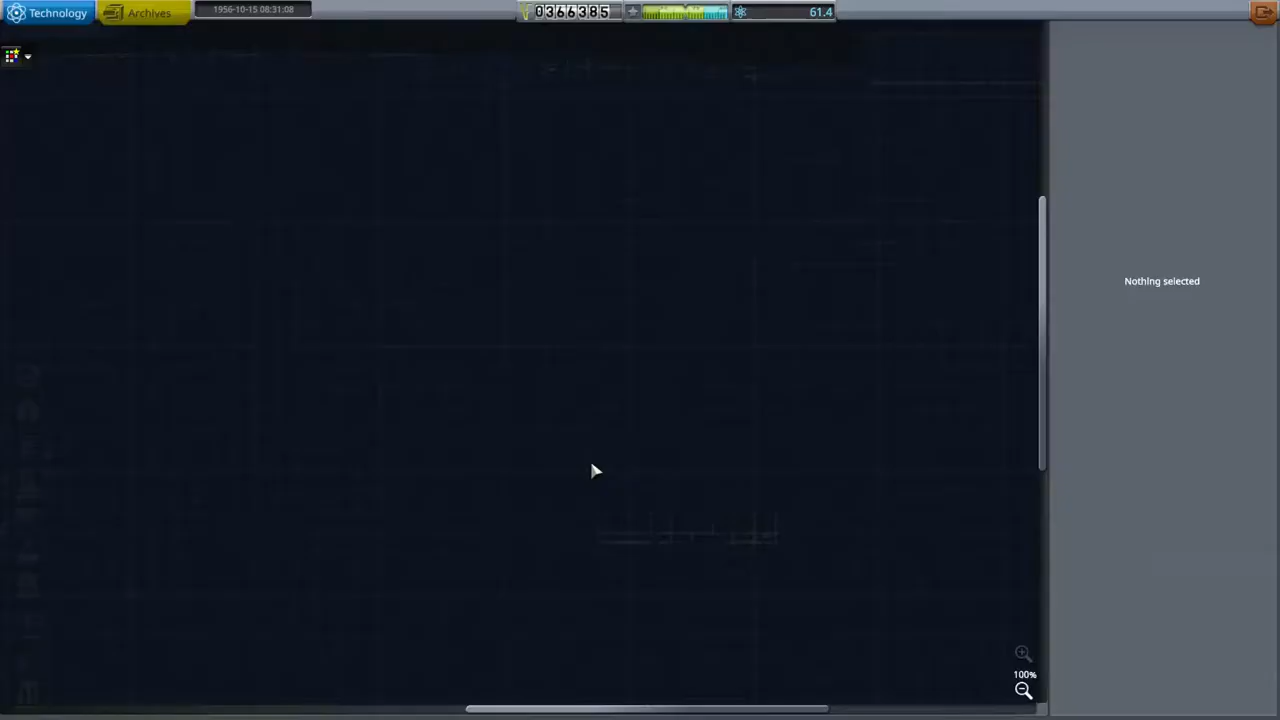 Technology
Archives
1956-10-15 08:31:08
0366385
61.4
Nothing selected
100%